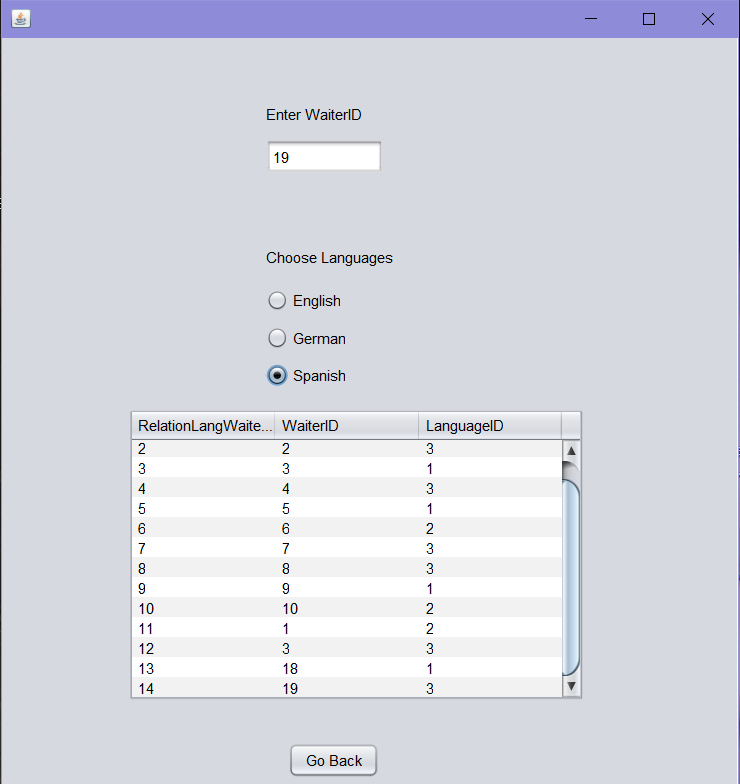 Enter WaiterID
19
Choose Languages
English
German
Spanish
RelationLangWaite... WaiterID LanguageID
2 2 3
3 3 1
4 4 3
5 5 1
6 6 2
7 7 3
8 8 3
9 9 1
10 10 2
11 1 2
12 3 3
13 18 1
14 19 3
Go Back